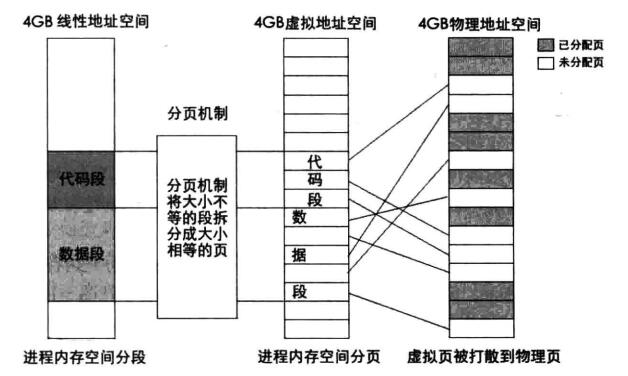 4GB 线性地址空间
4GB虚拟地址空间
4GB物理地址空间
已分配页
未分配页
分页机制
代码段
数据段
分页机制
将大小不
等的段拆
分成大小
相等的页
代
码
段
数
据
段
进程内存空间分段
进程内存空间分页
虚拟页被打散到物理页